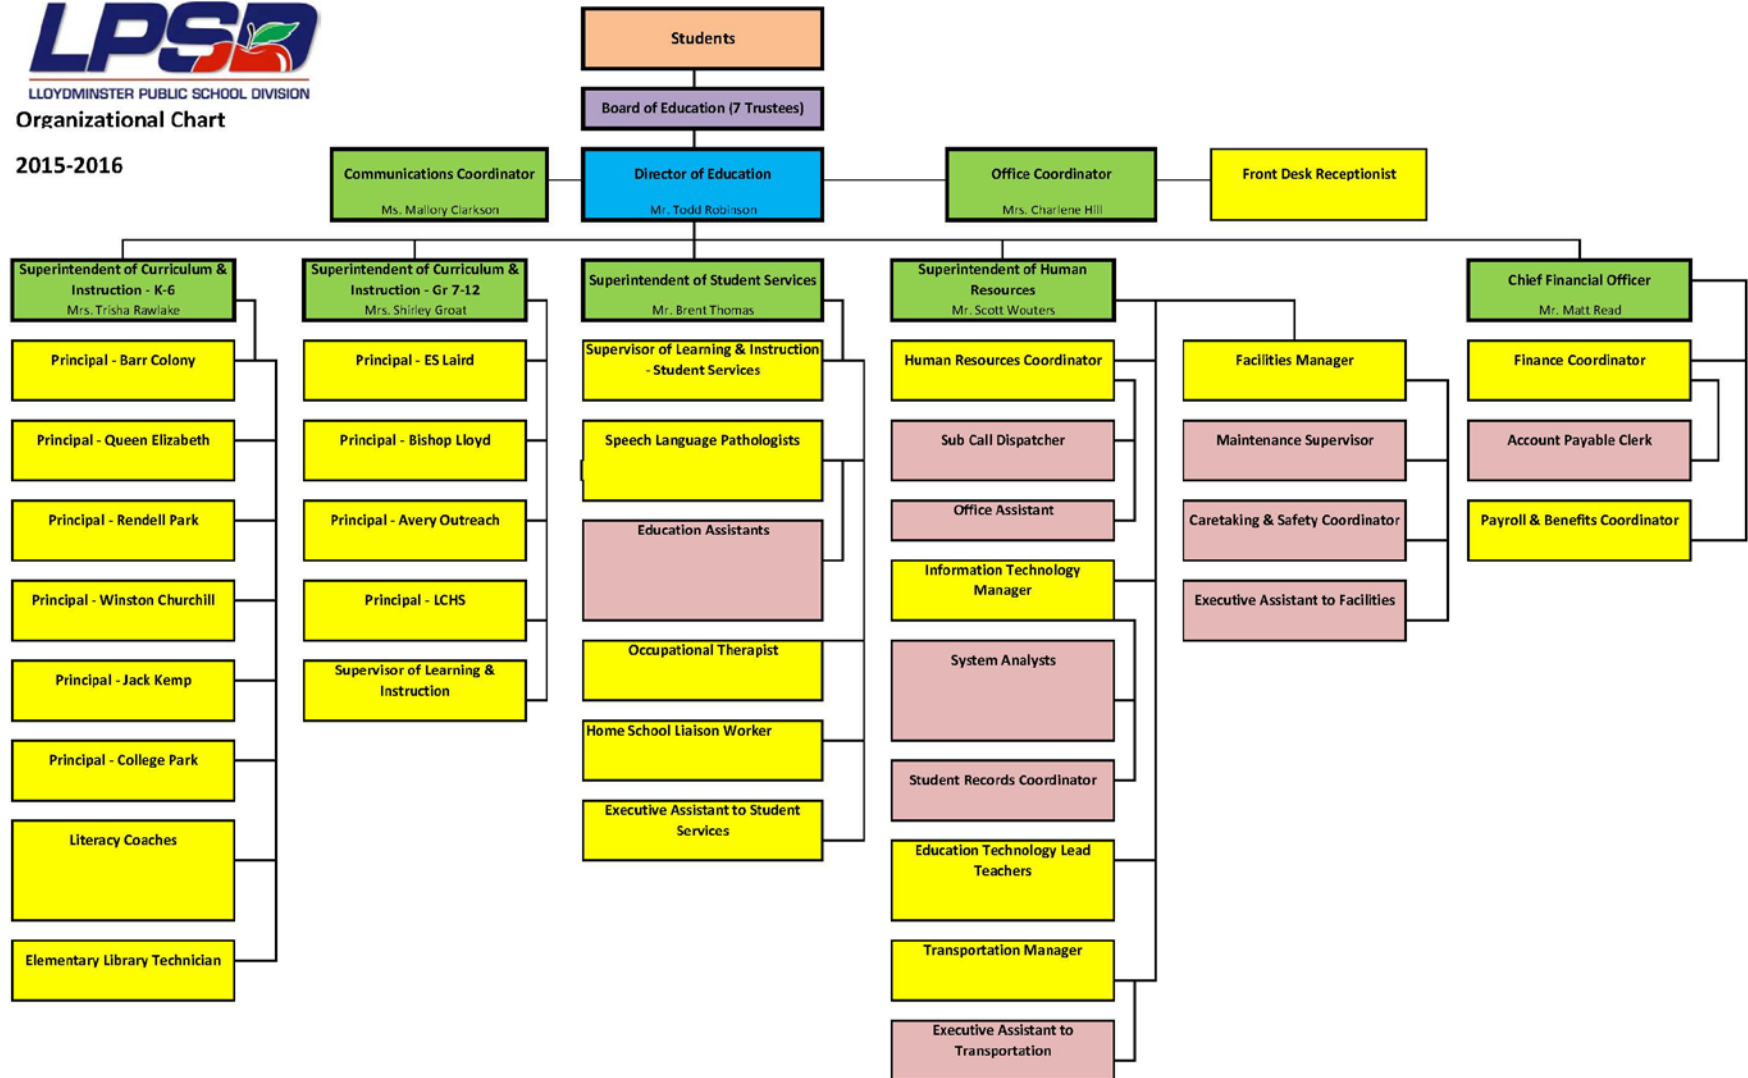 LPSD
LLOYDMINSTER PUBLIC SCHOOL DIVISION
Organizational Chart
2015-2016
Students
Board of Education (7 Trustees)
Communications Coordinator
Ms. Mallory Clarkson
Director of Education
Mr. Todd Robinson
Office Coordinator
Mrs. Charlene Hill
Front Desk Receptionist
Superintendent of Curriculum &
Instruction - K-6
Mrs. Trisha Rawlake
Principal - Barr Colony
Principal - Queen Elizabeth
Principal - Rendell Park
Principal - Winston Churchill
Principal - Jack Kemp
Principal - College Park
Literacy Coaches
Elementary Library Technician
Superintendent of Curriculum &
Instruction - Gr 7-12
Mrs. Shirley Groat
Principal - ES Laird
Principal - Bishop Lloyd
Principal - Avery Outreach
Principal - LCHS
Supervisor of Learning &
Instruction
Superintendent of Student Services
Mr. Brent Thomas
Supervisor of Learning & Instruction
- Student Services
Speech Language Pathologists
Education Assistants
Occupational Therapist
Home School Liaison Worker
Executive Assistant to Student
Services
Superintendent of Human
Resources
Mr. Scott Wouters
Human Resources Coordinator
Sub Call Dispatcher
Office Assistant
Information Technology
Manager
System Analysts
Student Records Coordinator
Education Technology Lead
Teachers
Transportation Manager
Executive Assistant to
Transportation
Facilities Manager
Maintenance Supervisor
Caretaking & Safety Coordinator
Executive Assistant to Facilities
Chief Financial Officer
Mr. Matt Read
Finance Coordinator
Account Payable Clerk
Payroll & Benefits Coordinator